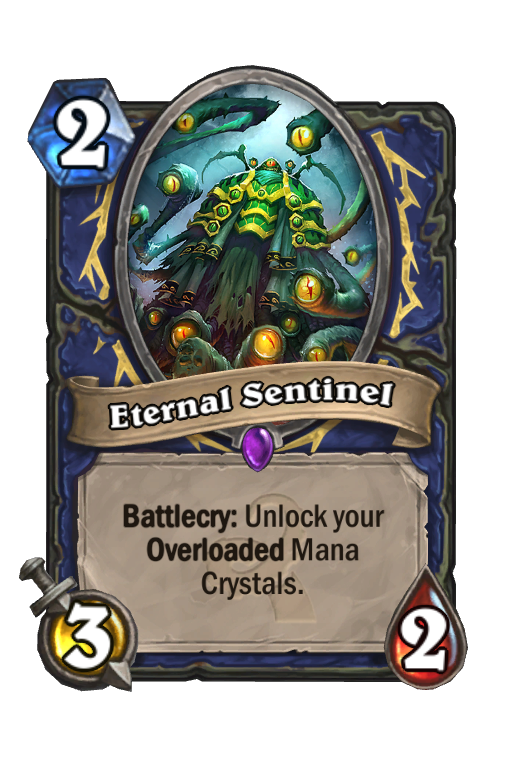 2
Eternal Sentinel
Battlecry: Unlock your
Overloaded Mana
Crystals.
3
2